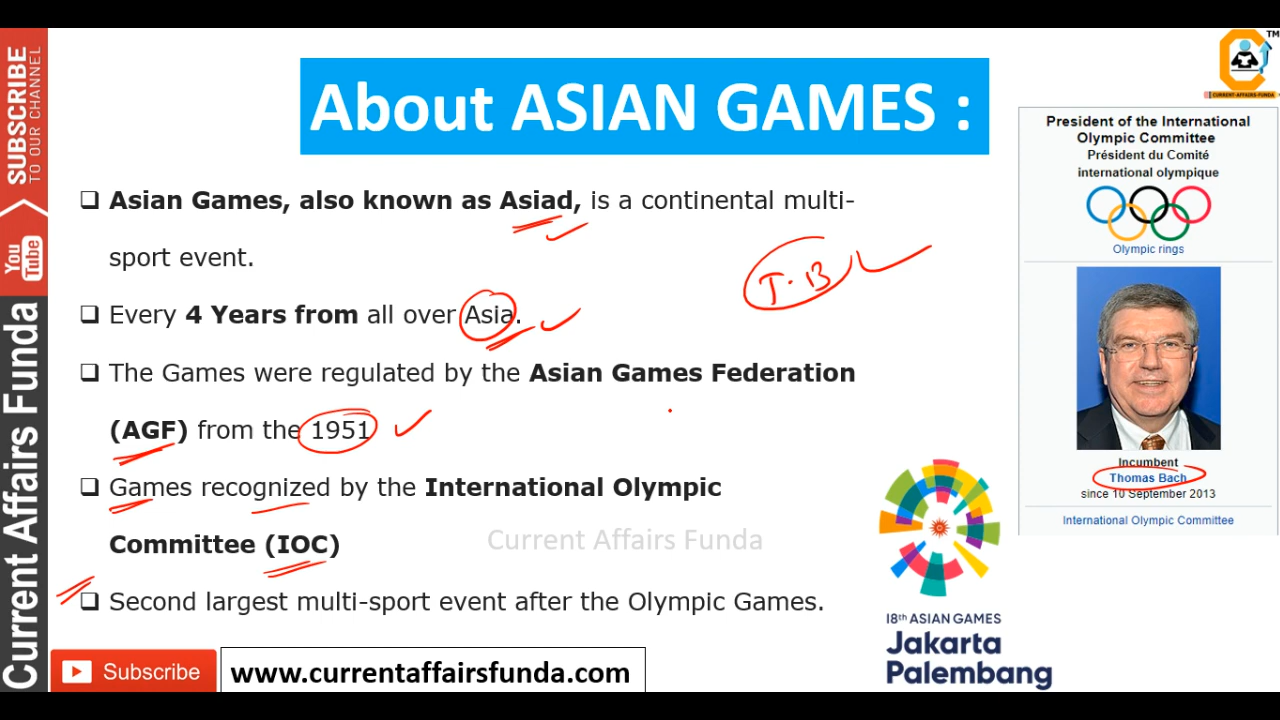 SUBSCRIBE
TO OUR CHANNEL
You
Tube
Current Affairs Funda
About ASIAN GAMES :
❑ Asian Games, also known as Asiad, is a continental multi-
sport event.
❑ Every 4 Years from all over Asia.
T.B
❑ The Games were regulated by the Asian Games Federation
(AGF) from the 1951
❑ Games recognized by the International Olympic
Committee (IOC)
Current Affairs Funda
❑ Second largest multi-sport event after the Olympic Games.
Subscribe
www.currentaffairsfunda.com
TM
CURRENT-AFFAIRS-FUNDA
President of the International
Olympic Committee
Président du Comité
international olympique
Olympic rings
Incumbent
Thomas Bach
since 10 September 2013
International Olympic Committee
18th ASIAN GAMES
Jakarta
Palembang